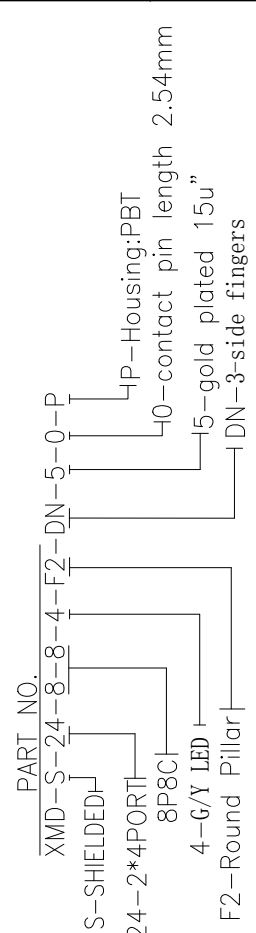 PART NO.
XMD-S-24-8-8-4-F2-DN-5-0-P
S-SHIELDED
24-2*4PORT
8P8C
4-G/Y LED
F2-Round Pillar
P-Housing:PBT
0-contact pin length 2.54mm
5-gold plated 15u”
DN-3-side fingers